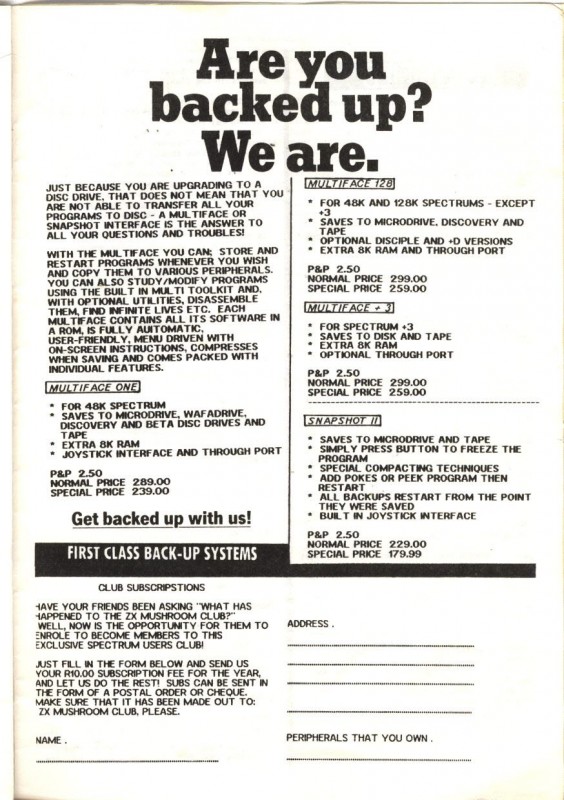 Are you
backed up?
We are.
JUST BECAUSE YOU ARE UPGRADING TO A
DISC DRIVE, THAT DOES NOT MEAN THAT YOU
ARE NOT ABLE TO TRANSFER ALL YOUR
PROGRAMS TO DISC - A MULTIFACE OR
SNAPSHOT INTERFACE IS THE ANSWER TO
ALL YOUR QUESTIONS AND TROUBLES!
WITH THE MULTIFACE YOU CAN; STORE AND
RESTART PROGRAMS WHENEVER YOU WISH
AND COPY THEM TO VARIOUS PERIPHERALS.
YOU CAN ALSO STUDY/MODIFY PROGRAMS
USING THE BUILT IN MULTI TOOLKIT AND,
WITH OPTIONAL UTILITIES, DISASSEMBLE
THEM, FIND INFINITE LIVES ETC. EACH
MULTIFACE CONTAINS ALL ITS SOFTWARE IN
A ROM, IS FULLY AUITOMATIC,
USER-FRIENDLY, MENU DRIVEN WITH
ON-SCREEN INSTRUCTIONS, COMPRESSES
WHEN SAVING AND COMES PACKED WITH
INDIVIDUAL FEATURES.
MULTIFACE ONE
* FOR 48K SPECTRUM
* SAVES TO MICRODRIVE, WAFADRIVE,
DISCOVERY AND BETA DISC DRIVES AND
TAPE
* EXTRA 8K RAM
* JOYSTICK INTERFACE AND THROUGH PORT
P&P 2.50
NORMAL PRICE 289.00
SPECIAL PRICE 239.00
Get backed up with us!
FIRST CLASS BACK-UP SYSTEMS
MULTIFACE 128
* FOR 48K AND 128K SPECTRUMS - EXCEPT
+3
* SAVES TO MICRODRIVE, DISCOVERY AND
TAPE
* OPTIONAL DISCIPLE AND +D VERSIONS
* EXTRA 8K RAM AND THROUGH PORT
P&P 2.50
NORMAL PRICE 299.00
SPECIAL PRICE 259.00
MULTIFACE + 3
* FOR SPECTRUM +3
* SAVES TO DISK AND TAPE
* EXTRA 8K RAM
* OPTIONAL THROUGH PORT
P&P 2.50
NORMAL PRICE 299.00
SPECIAL PRICE 259.00
SNAPSHOT II
* SAVES TO MICRODRIVE AND TAPE
* SIMPLY PRESS BUTTON TO FREEZE THE
PROGRAM
* SPECIAL COMPACTING TECHNIQUES
* ADD POKES OR PEEK PROGRAM THEN
RESTART
* ALL BACKUPS RESTART FROM THE POINT
THEY WERE SAVED
* BUILT IN JOYSTICK INTERFACE
P&P 2.50
NORMAL PRICE 229.00
SPECIAL PRICE 179.99
CLUB SUBSCRIPSTIONS
HAVE YOUR FRIENDS BEEN ASKING "WHAT HAS
HAPPENED TO THE ZX MUSHROOM CLUB?"
WELL, NOW IS THE OPPORTUNITY FOR THEM TO
ENROLE TO BECOME MEMBERS TO THIS
EXCLUSIVE SPECTRUM USERS CLUB!
JUST FILL IN THE FORM BELOW AND SEND US
YOUR R10.00 SUBSCRIPTION FEE FOR THE YEAR,
AND LET US DO THE REST! SUBS CAN BE SENT IN
THE FORM OF A POSTAL ORDER OR CHEQUE.
MAKE SURE THAT IT HAS BEEN MADE OUT TO:
ZX MUSHROOM CLUB, PLEASE.
NAME .
ADDRESS .
PERIPHERALS THAT YOU OWN .